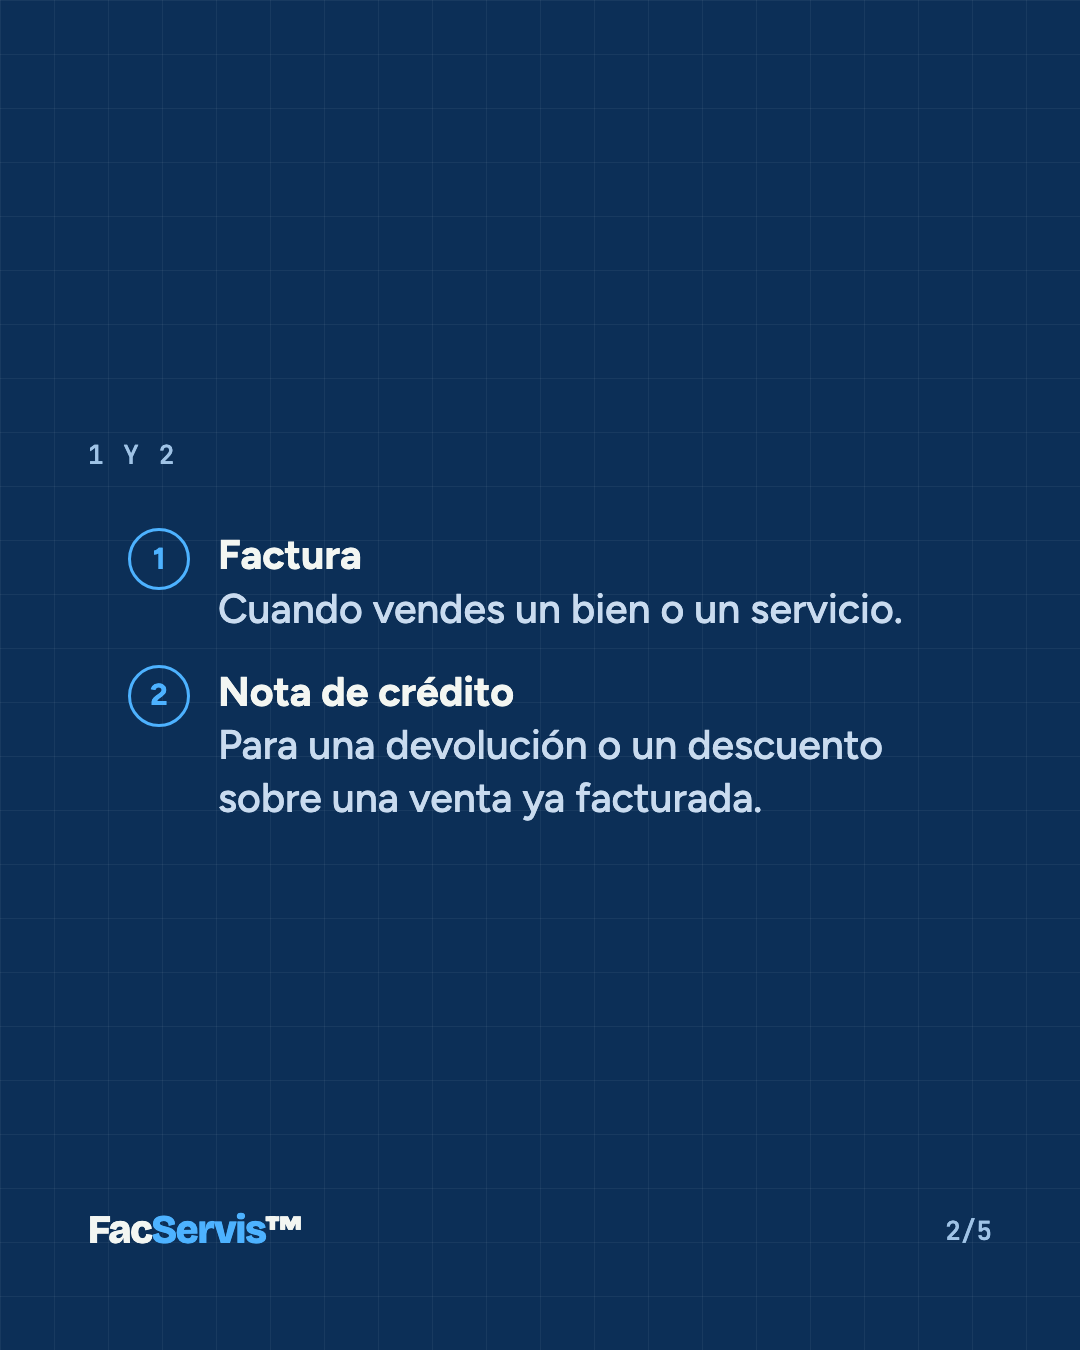 1 Y 2
1 Factura
Cuando vendes un bien o un servicio.
2 Nota de crédito
Para una devolución o un descuento
sobre una venta ya facturada.
FacServis™
2/5